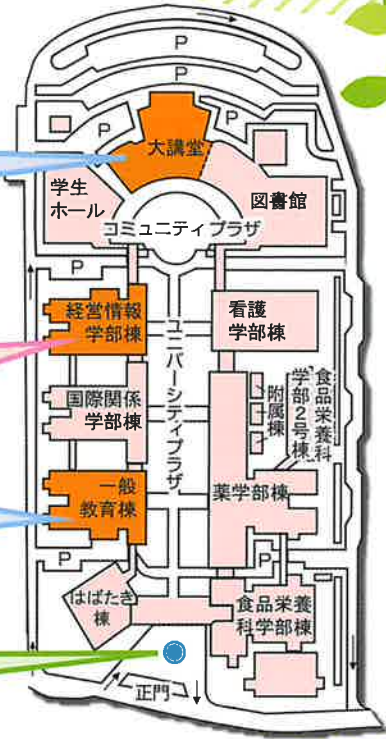 P
P
P
P
大講堂
学生
ホール
図書館
コミュニティプラザ
P
経営情報
学部棟
看護
学部棟
ユニバーシティプラザ
国際関係
学部棟
附属棟
食品栄養科
学部2号棟
一般
教育棟
薬学部棟
P
P
はばたき
棟
食品栄養
科学部棟
正門